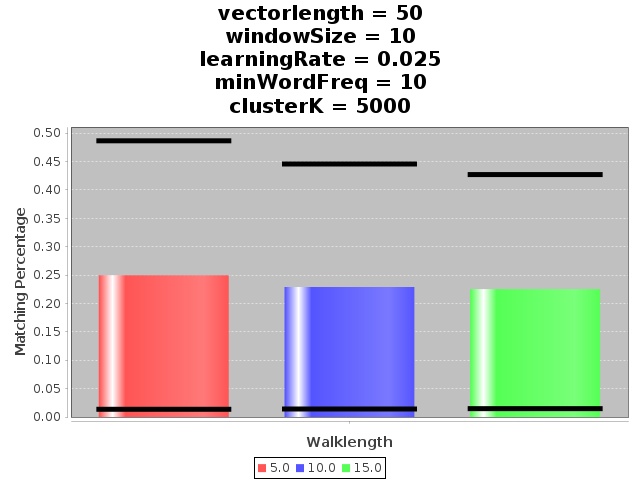 vectorlength = 50
windowSize = 10
learningRate = 0.025
minWordFreq = 10
clusterK = 5000
Matching Percentage
0.50
0.45
0.40
0.35
0.30
0.25
0.20
0.15
0.10
0.05
0.00
Walklength
5.0 10.0 15.0